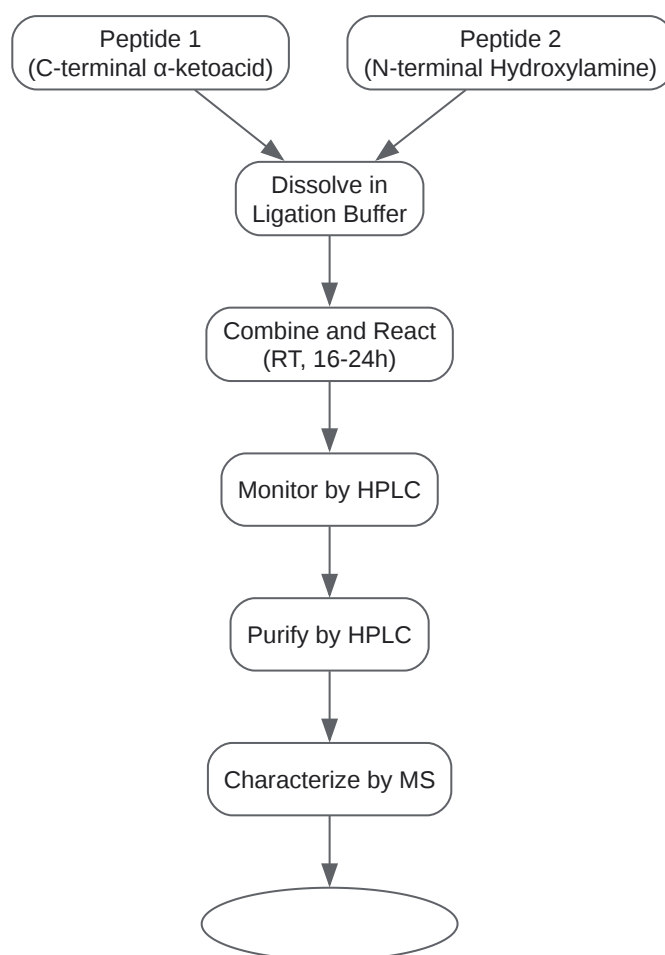 Peptide 1
(C-terminal α-ketoacid)
Peptide 2
(N-terminal Hydroxylamine)
Dissolve in
Ligation Buffer
Combine and React
(RT, 16-24h)
Monitor by HPLC
Purify by HPLC
Characterize by MS